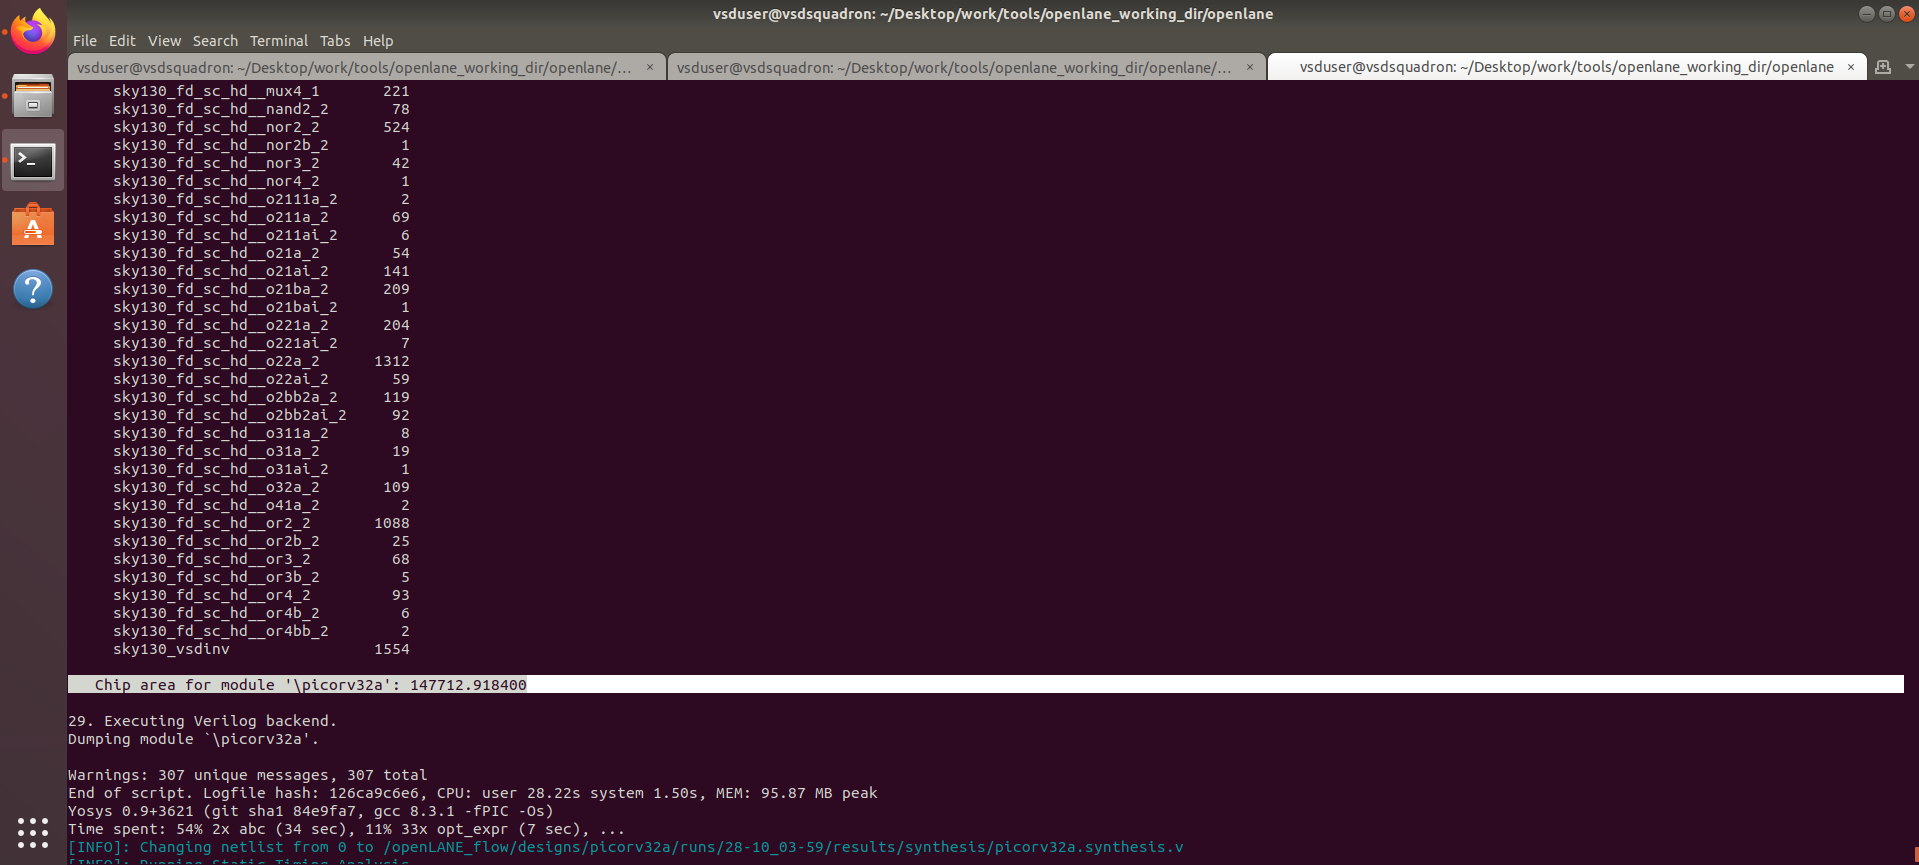 vsduser@vsdsquadron: ~/Desktop/work/tools/openlane_working_dir/openlane
File Edit View Search Terminal Tabs Help
vsduser@vsdsquadron: ~/Desktop/work/tools/openlane_working_dir/openlane/... × vsduser@vsdsquadron: ~/Desktop/work/tools/openlane_working_dir/openlane/... × vsduser@vsdsquadron: ~/Desktop/work/tools/openlane_working_dir/openlane ×
sky130_fd_sc_hd__mux4_1 221
sky130_fd_sc_hd__nand2_2 78
sky130_fd_sc_hd__nor2_2 524
sky130_fd_sc_hd__nor2b_2 1
sky130_fd_sc_hd__nor3_2 42
sky130_fd_sc_hd__nor4_2 1
sky130_fd_sc_hd__o2111a_2 2
sky130_fd_sc_hd__o211a_2 69
sky130_fd_sc_hd__o211ai_2 6
sky130_fd_sc_hd__o21a_2 54
sky130_fd_sc_hd__o21ai_2 141
sky130_fd_sc_hd__o21ba_2 209
sky130_fd_sc_hd__o21bai_2 1
sky130_fd_sc_hd__o221a_2 204
sky130_fd_sc_hd__o221ai_2 7
sky130_fd_sc_hd__o22a_2 1312
sky130_fd_sc_hd__o22ai_2 59
sky130_fd_sc_hd__o2bb2a_2 119
sky130_fd_sc_hd__o2bb2ai_2 92
sky130_fd_sc_hd__o311a_2 8
sky130_fd_sc_hd__o31a_2 19
sky130_fd_sc_hd__o31ai_2 1
sky130_fd_sc_hd__o32a_2 109
sky130_fd_sc_hd__o41a_2 2
sky130_fd_sc_hd__or2_2 1088
sky130_fd_sc_hd__or2b_2 25
sky130_fd_sc_hd__or3_2 68
sky130_fd_sc_hd__or3b_2 5
sky130_fd_sc_hd__or4_2 93
sky130_fd_sc_hd__or4b_2 6
sky130_fd_sc_hd__or4bb_2 2
sky130_vsdinv 1554
Chip area for module '\picorv32a': 147712.918400
29. Executing Verilog backend.
Dumping module `\picorv32a'.
Warnings: 307 unique messages, 307 total
End of script. Logfile hash: 126ca9c6e6, CPU: user 28.22s system 1.50s, MEM: 95.87 MB peak
Yosys 0.9+3621 (git sha1 84e9fa7, gcc 8.3.1 -fPIC -Os)
Time spent: 54% 2x abc (34 sec), 11% 33x opt_expr (7 sec), ...
[INFO]: Changing netlist from 0 to /openLANE_flow/designs/picorv32a/runs/28-10_03-59/results/synthesis/picorv32a.synthesis.v
[INFO]: Running Static Timing Analysis